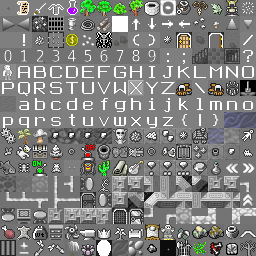 ! ( )
0 1 2 3 4 5 6 7 8 9 : ; ?
A B C D E F G H I J K L M N O
P Q R S T U V W X Y Z
a b c d e f g h i j k l m n o
p q r s t u v w x y z { | }